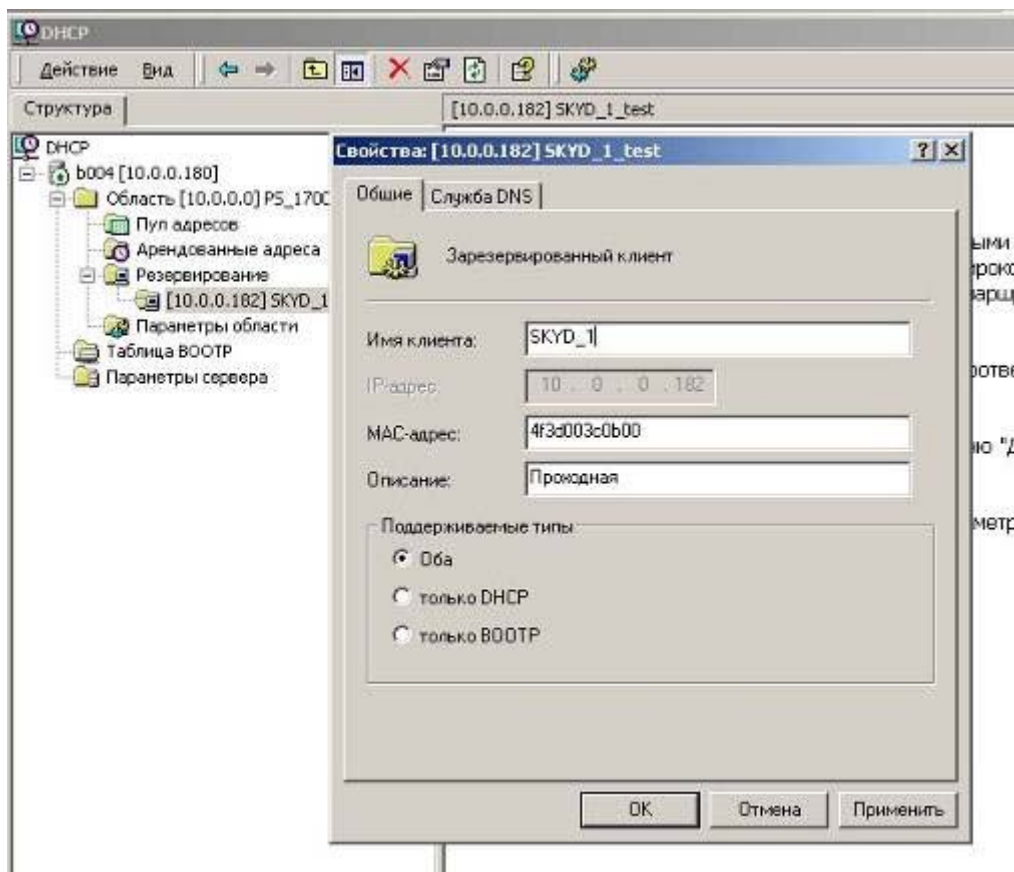 DHCP
Действие Вид
Структура
[10.0.0.182] SKYD_1_test
DHCP
b004 [10.0.0.180]
Область [10.0.0.0] PS_170
Пул адресов
Арендованные адреса
Резервирование
[10.0.0.182] SKYD_1
Параметры области
Таблица BOOTP
Параметры сервера
Свойства: [10.0.0.182] SKYD_1_test
Общие Служба DNS
Зарезервированный клиент
Имя клиента: SKYD_1
IP-адрес: 10 . 0 . 0 . 182
MAC-адрес: 4f3d003c0b00
Описание: Проходная
Поддерживаемые типы
Оба
только DHCP
только BOOTP
OK Отмена Применить